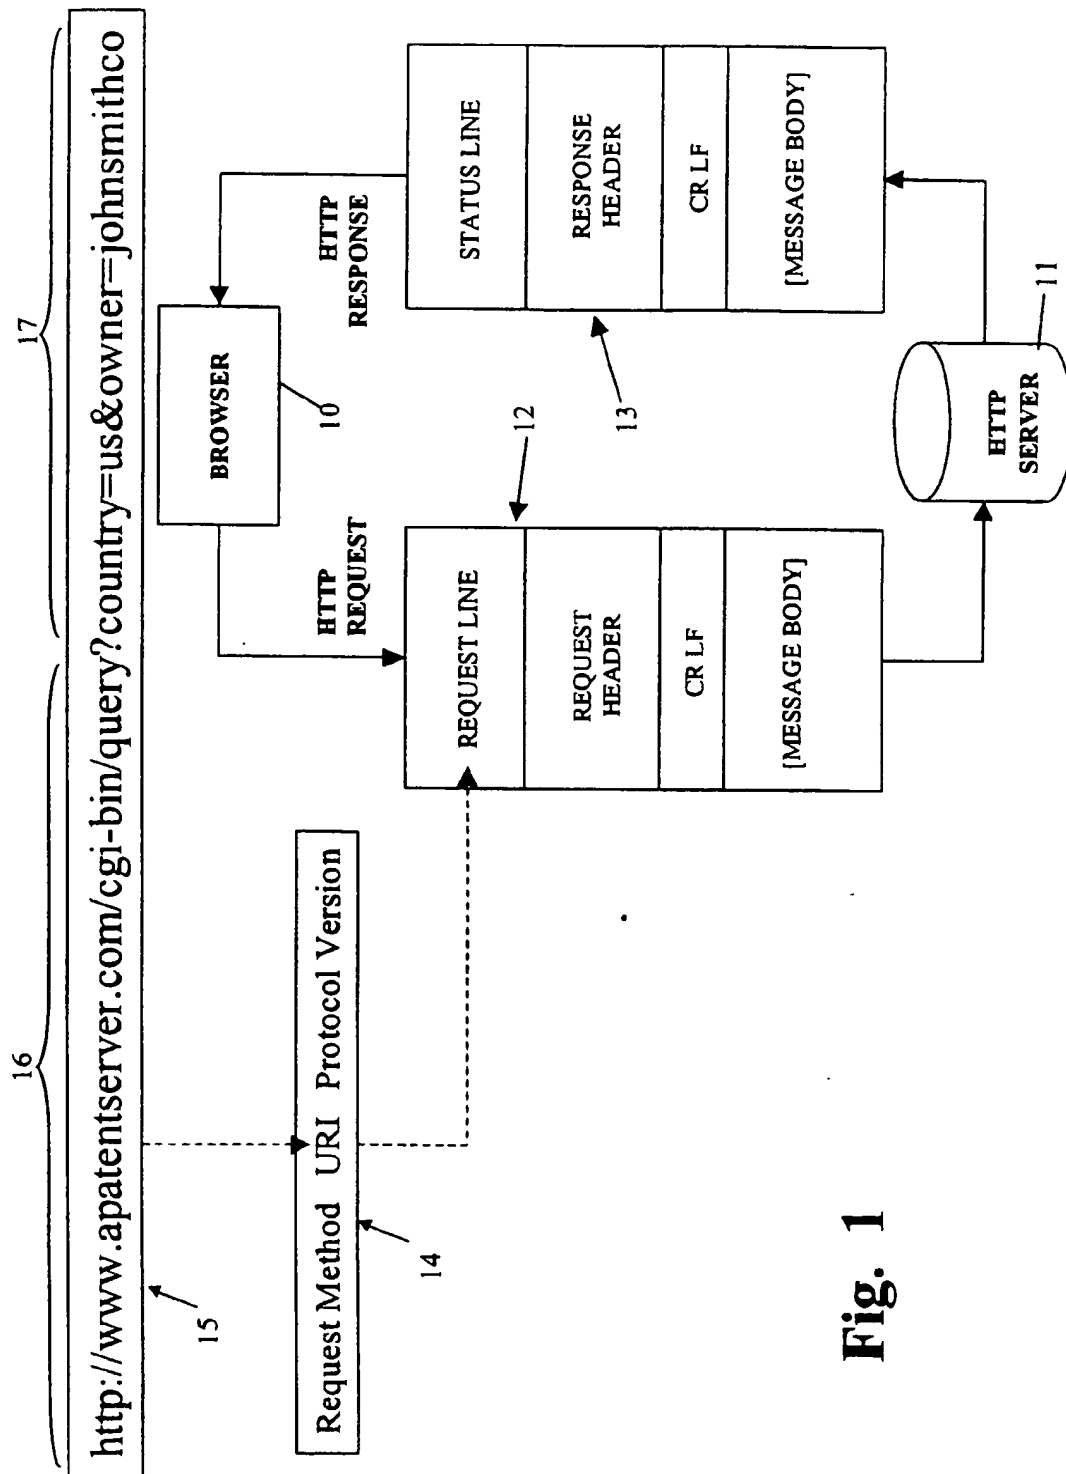 16
17
http://www.apatentserver.com/cgi-bin/query?country=us&owner=johnsmithco
15
BROWSER
10
HTTP
REQUEST
HTTP
RESPONSE
Request Method URI Protocol Version
14
12
REQUEST LINE
REQUEST
HEADER
CR LF
[MESSAGE BODY]
STATUS LINE
RESPONSE
HEADER
CR LF
[MESSAGE BODY]
13
HTTP
SERVER
11
Fig. 1